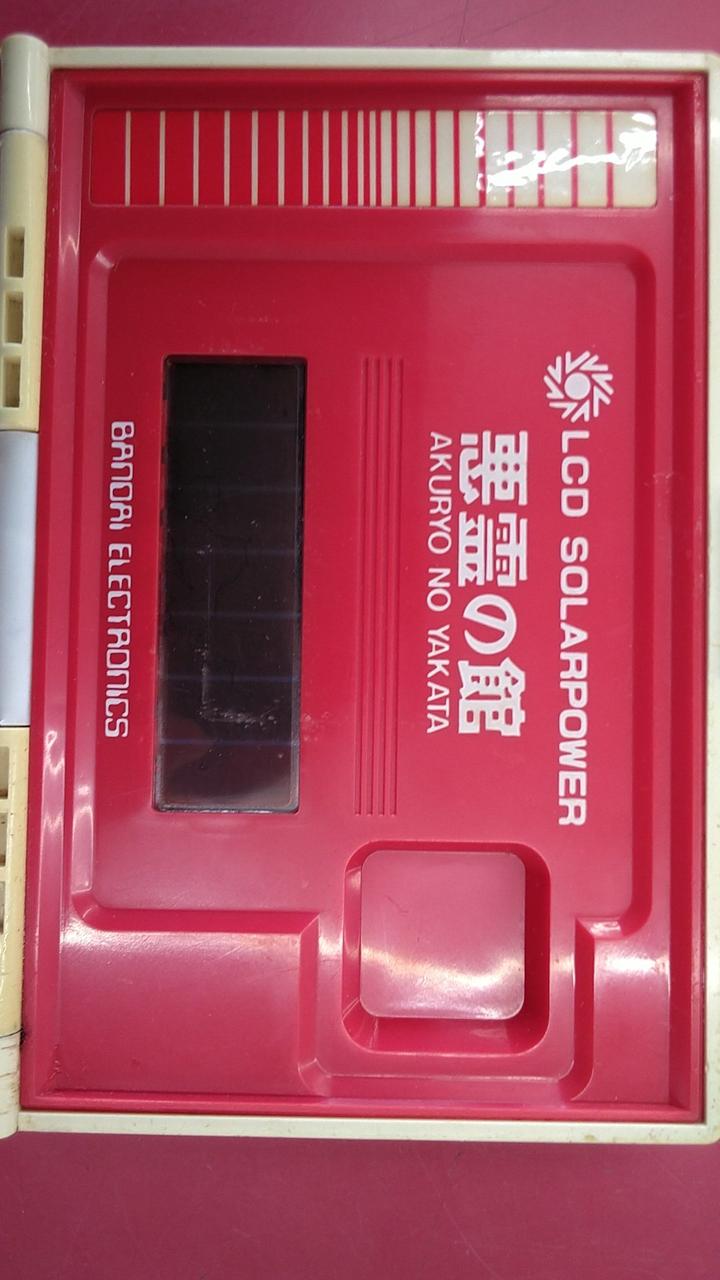 LCD SOLARPOWER
悪霊の館
AKURYO NO YAKATA
BANDAI ELECTRONICS